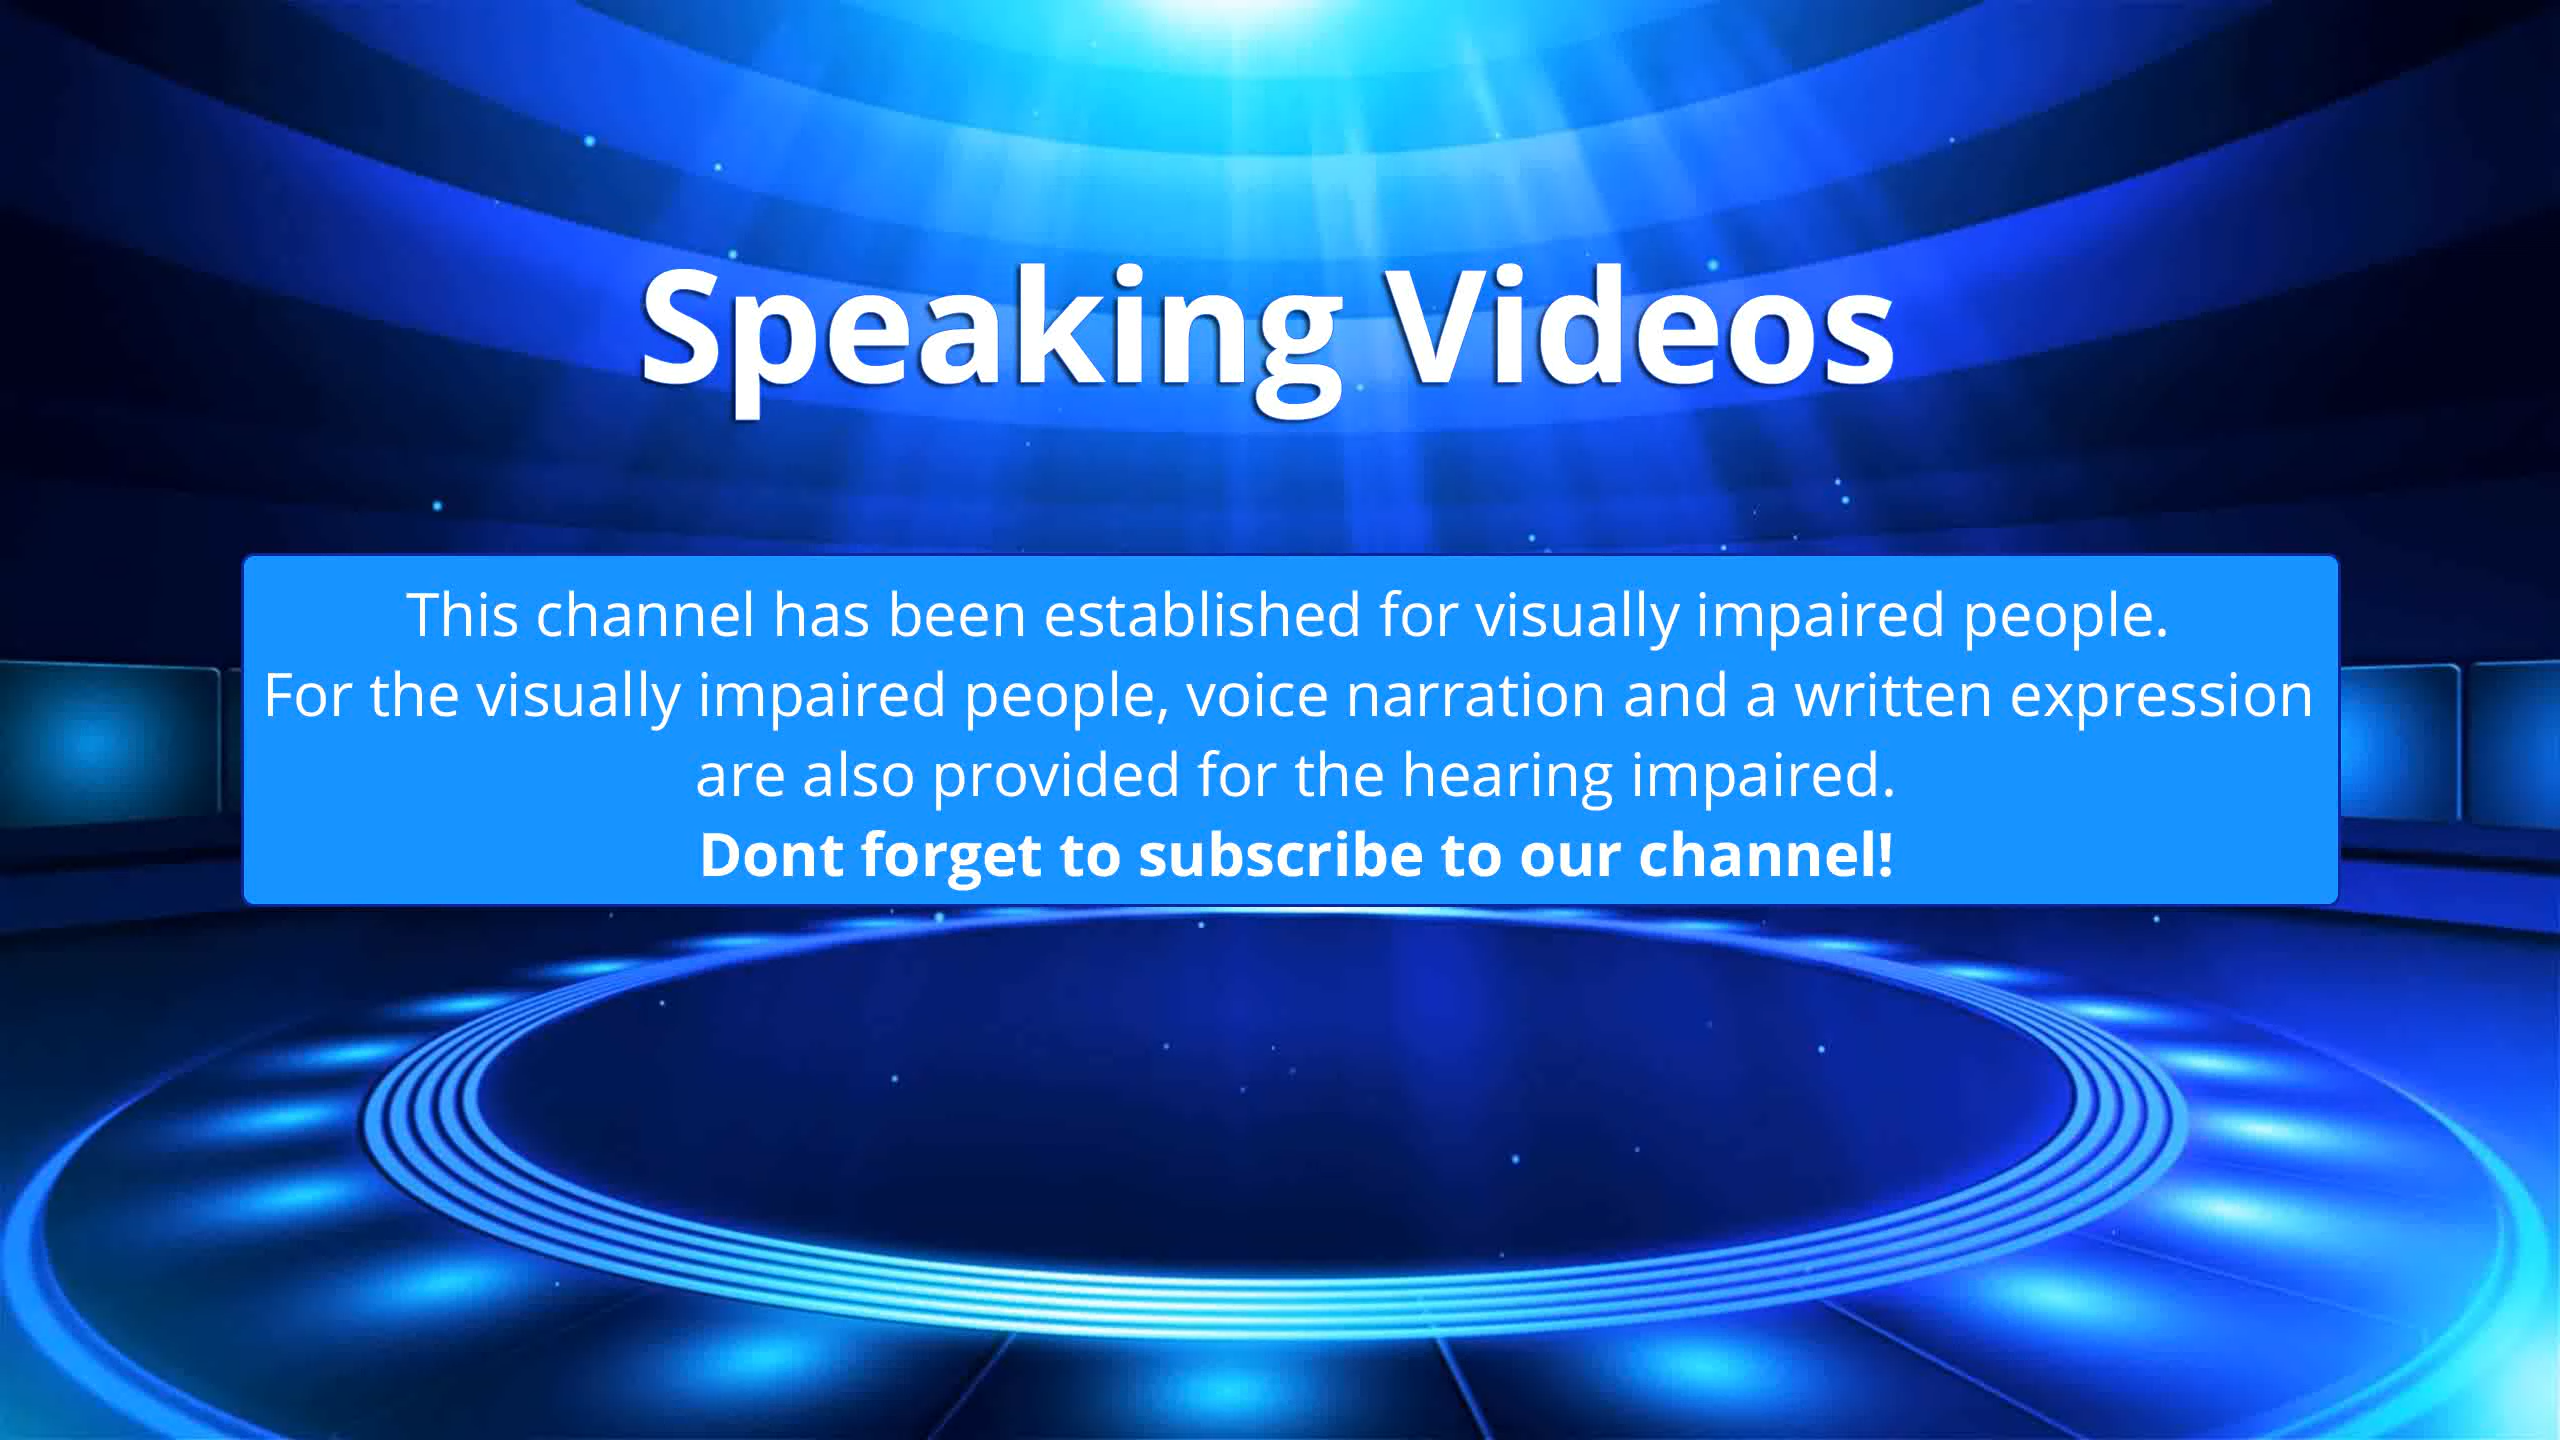 Speaking Videos
This channel has been established for visually impaired people.
For the visually impaired people, voice narration and a written expression
are also provided for the hearing impaired.
Dont forget to subscribe to our channel!